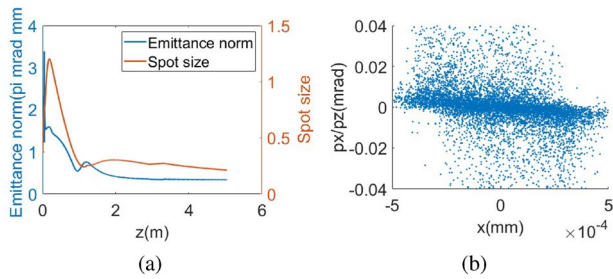 Emittance norm
Spot size
Emittance norm(pi mrad mm)
4
3
2
1
0
1.5
1
0.5
0
Spot size
0 2 4 6
z(m)
(a)
px/pz(mrad)
0.04
0.02
0
-0.02
-0.04
-5 0 5
×10⁻⁴
x(mm)
(b)